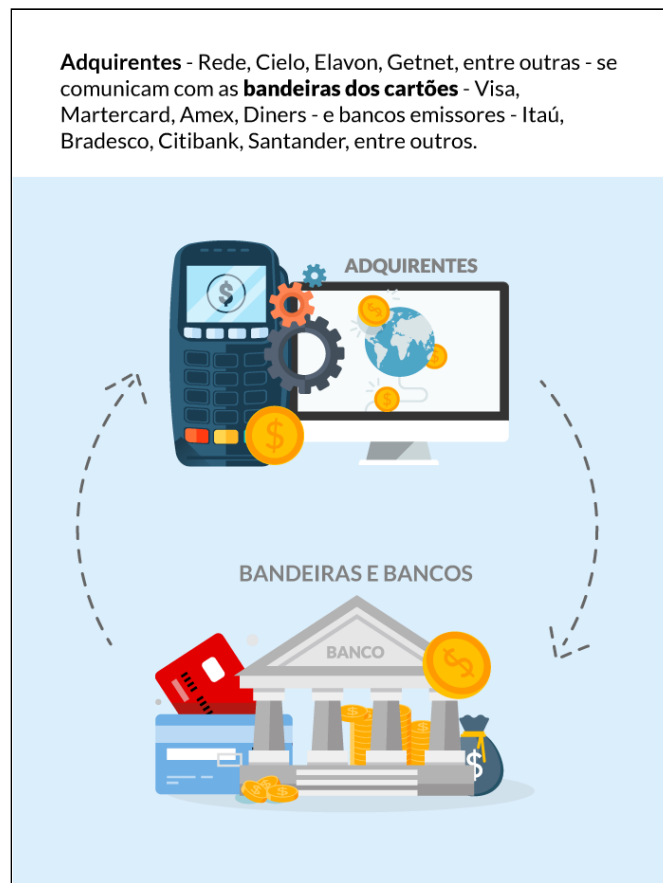 Adquirentes - Rede, Cielo, Elavon, Getnet, entre outras - se
comunicam com as bandeiras dos cartões - Visa,
Martercard, Amex, Diners - e bancos emissores - Itaú,
Bradesco, Citibank, Santander, entre outros.
ADQUIRENTES
BANDEIRAS E BANCOS
BANCO